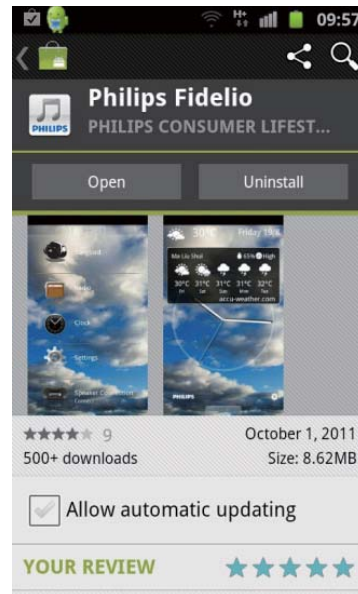 H+
09:57
Philips Fidelio
PHILIPS
PHILIPS CONSUMER LIFEST...
Open
Uninstall
30°C
Friday
Clock
Settings
30°C 31°C 31°C 31°C 32°C
accu-weather.com
PHILIPS
9
October 1, 2011
500+ downloads
Size: 8.62MB
Allow automatic updating
YOUR REVIEW